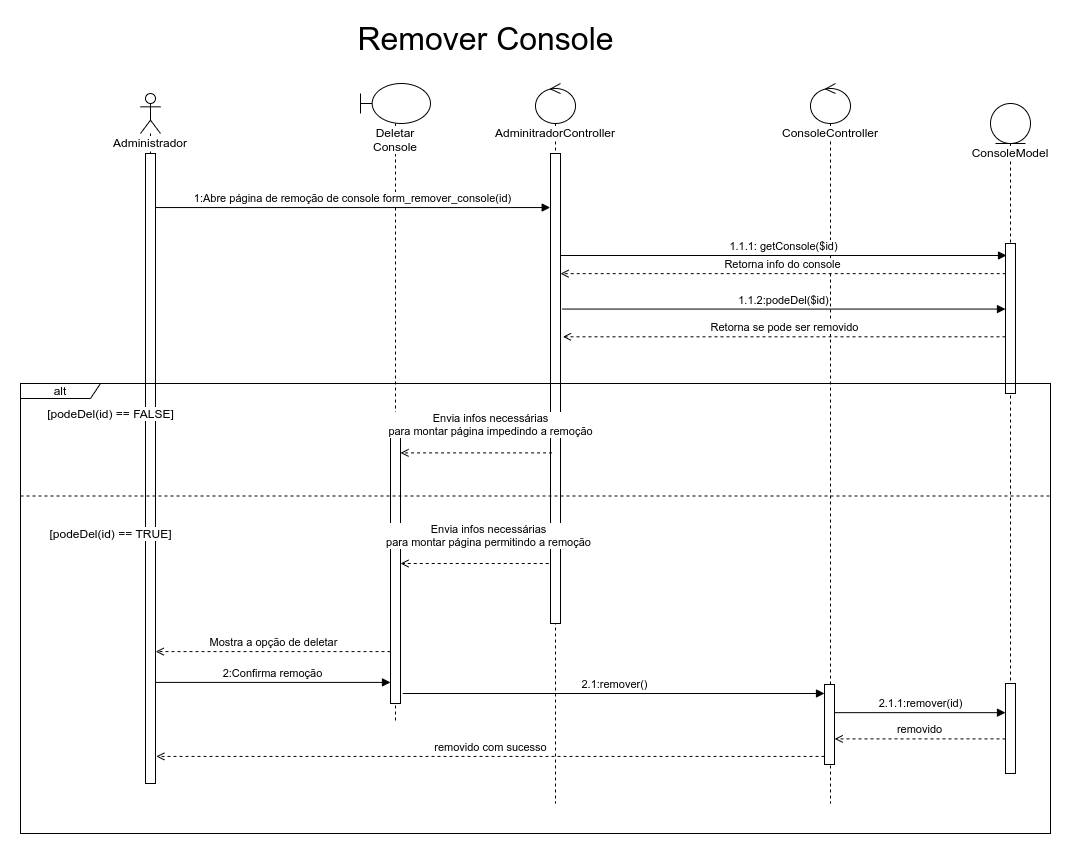 Remover Console
Administrador
Deletar
Console
AdminitradorController
ConsoleController
ConsoleModel
1:Abre página de remoção de console form_remover_console(id)
1.1.1: getConsole($id)
Retorna info do console
1.1.2:podeDel($id)
Retorna se pode ser removido
alt
[podeDel(id) == FALSE]
Envia infos necessárias
para montar página impedindo a remoção
[podeDel(id) == TRUE]
Envia infos necessárias
para montar página permitindo a remoção
Mostra a opção de deletar
2:Confirma remoção
2.1:remover()
2.1.1:remover(id)
removido
removido com sucesso